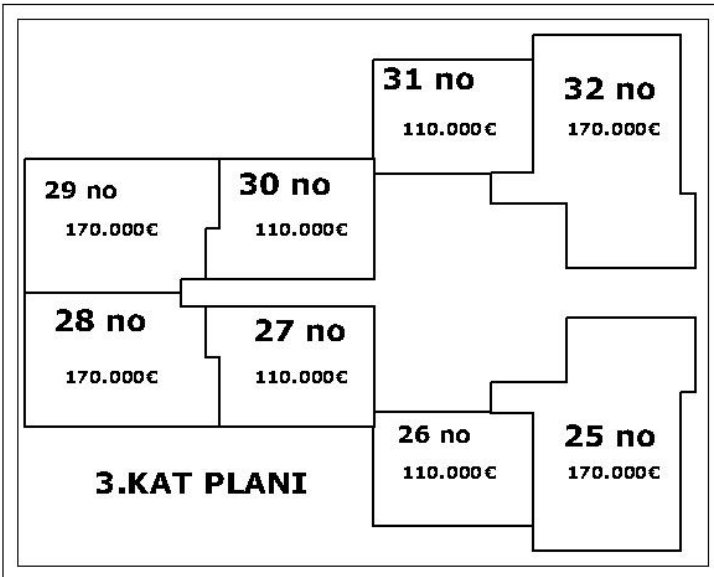 31 no
110.000€
32 no
170.000€
29 no
170.000€
30 no
110.000€
28 no
170.000€
27 no
110.000€
26 no
110.000€
25 no
170.000€
3.KAT PLANI